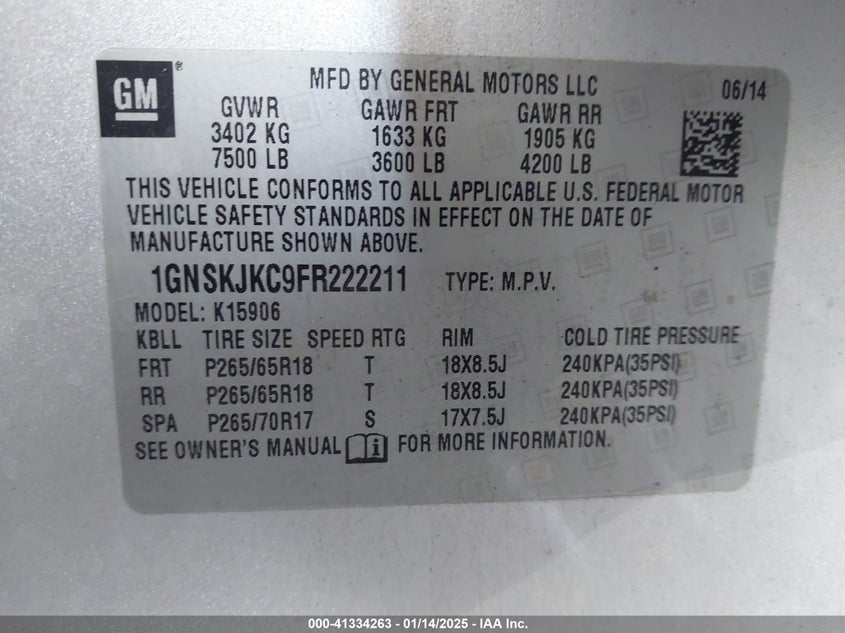 GM
MFD BY GENERAL MOTORS LLC 06/14
GVWR GAWR FRT GAWR RR
3402 KG 1633 KG 1905 KG
7500 LB 3600 LB 4200 LB
THIS VEHICLE CONFORMS TO ALL APPLICABLE U.S. FEDERAL MOTOR
VEHICLE SAFETY STANDARDS IN EFFECT ON THE DATE OF
MANUFACTURE SHOWN ABOVE.
1GNSKJKC9FR222211 TYPE: M.P.V.
MODEL: K15906
KBLL TIRE SIZE SPEED RTG RIM COLD TIRE PRESSURE
FRT P265/65R18 T 18X8.5J 240KPA(35PSI)
RR P265/65R18 T 18X8.5J 240KPA(35PSI)
SPA P265/70R17 S 17X7.5J 240KPA(35PSI)
SEE OWNER'S MANUAL i FOR MORE INFORMATION.
000-41334263 - 01/14/2025 - IAA Inc.